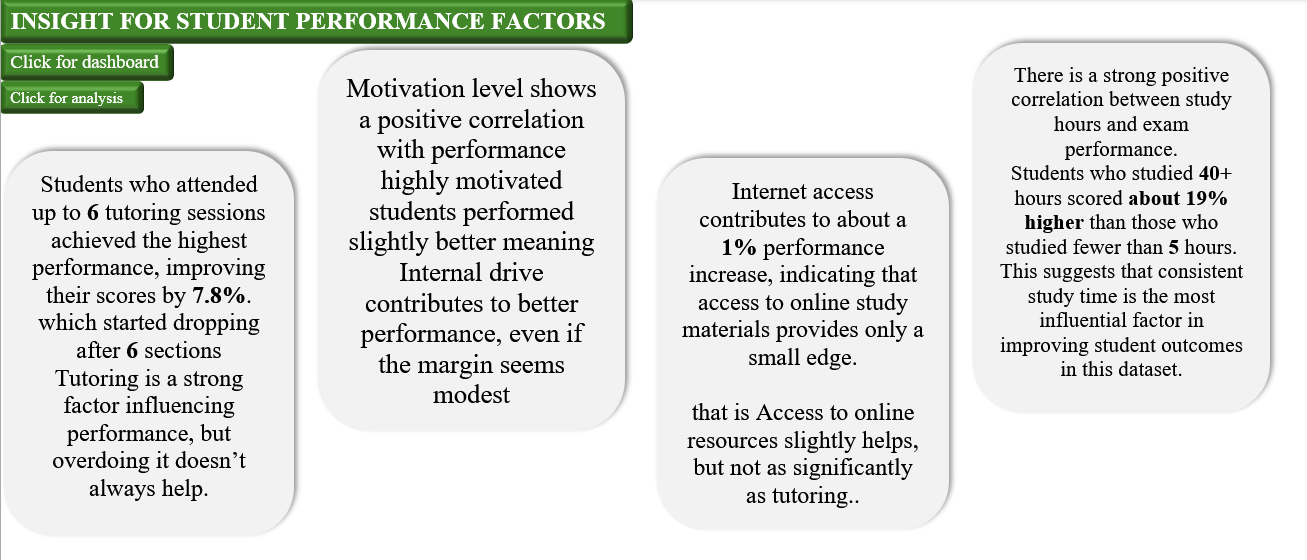 INSIGHT FOR STUDENT PERFORMANCE FACTORS
Click for dashboard
Click for analysis
Students who attended
up to 6 tutoring sessions
achieved the highest
performance, improving
their scores by 7.8%.
which started dropping
after 6 sections
Tutoring is a strong
factor influencing
performance, but
overdoing it doesn’t
always help.
Motivation level shows
a positive correlation
with performance
highly motivated
students performed
slightly better meaning
Internal drive
contributes to better
performance, even if
the margin seems
modest
Internet access
contributes to about a
1% performance
increase, indicating that
access to online study
materials provides only a
small edge.
that is Access to online
resources slightly helps,
but not as significantly
as tutoring..
There is a strong positive
correlation between study
hours and exam
performance.
Students who studied 40+
hours scored about 19%
higher than those who
studied fewer than 5 hours.
This suggests that consistent
study time is the most
influential factor in
improving student outcomes
in this dataset.